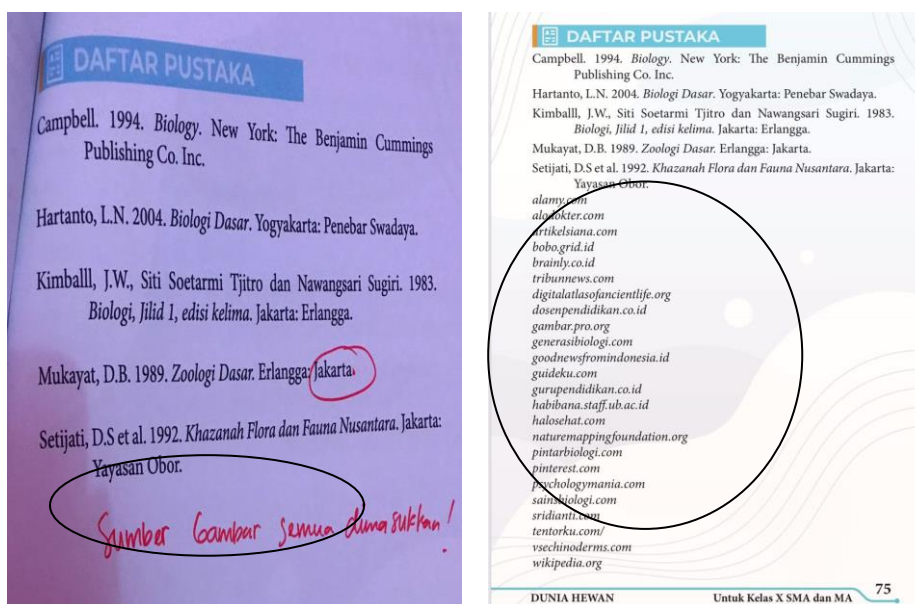 DAFTAR PUSTAKA
Campbell. 1994. Biology. New York: The Benjamin Cummings
Publishing Co. Inc.
Hartanto, L.N. 2004. Biologi Dasar. Yogyakarta: Penebar Swadaya.
Kimballl, J.W., Siti Soetarmi Tjitro dan Nawangsari Sugiri. 1983.
Biologi, Jilid 1, edisi kelima. Jakarta: Erlangga.
Mukayat, D.B. 1989. Zoologi Dasar. Erlangga: Jakarta.
Setijati, D.S et al. 1992. Khazanah Flora dan Fauna Nusantara. Jakarta:
Yayasan Obor.
Sumber Gambar semua dimasukkan!
DAFTAR PUSTAKA
Campbell. 1994. Biology. New York: The Benjamin Cummings
Publishing Co. Inc.
Hartanto, L.N. 2004. Biologi Dasar. Yogyakarta: Penebar Swadaya.
Kimballl, J.W., Siti Soetarmi Tjitro dan Nawangsari Sugiri. 1983.
Biologi, Jilid 1, edisi kelima. Jakarta: Erlangga.
Mukayat, D.B. 1989. Zoologi Dasar. Erlangga: Jakarta.
Setijati, D.S et al. 1992. Khazanah Flora dan Fauna Nusantara. Jakarta:
Yayasan Obor.
alamy.com
alodokter.com
artikelsiana.com
bobo.grid.id
brainly.co.id
tribunnews.com
digitalatlasofancientlife.org
dosenpendidikan.co.id
gambar.pro.org
generasibiologi.com
goodnewsfromindonesia.id
guideku.com
gurupendidikan.co.id
habibana.staff.ub.ac.id
halosehat.com
naturemappingfoundation.org
pintarbiologi.com
pinterest.com
psychologymania.com
sainsbiologi.com
sridianti.com
tentorku.com/
vsechinoderms.com
wikipedia.org
DUNIA HEWAN Untuk Kelas X SMA dan MA 75